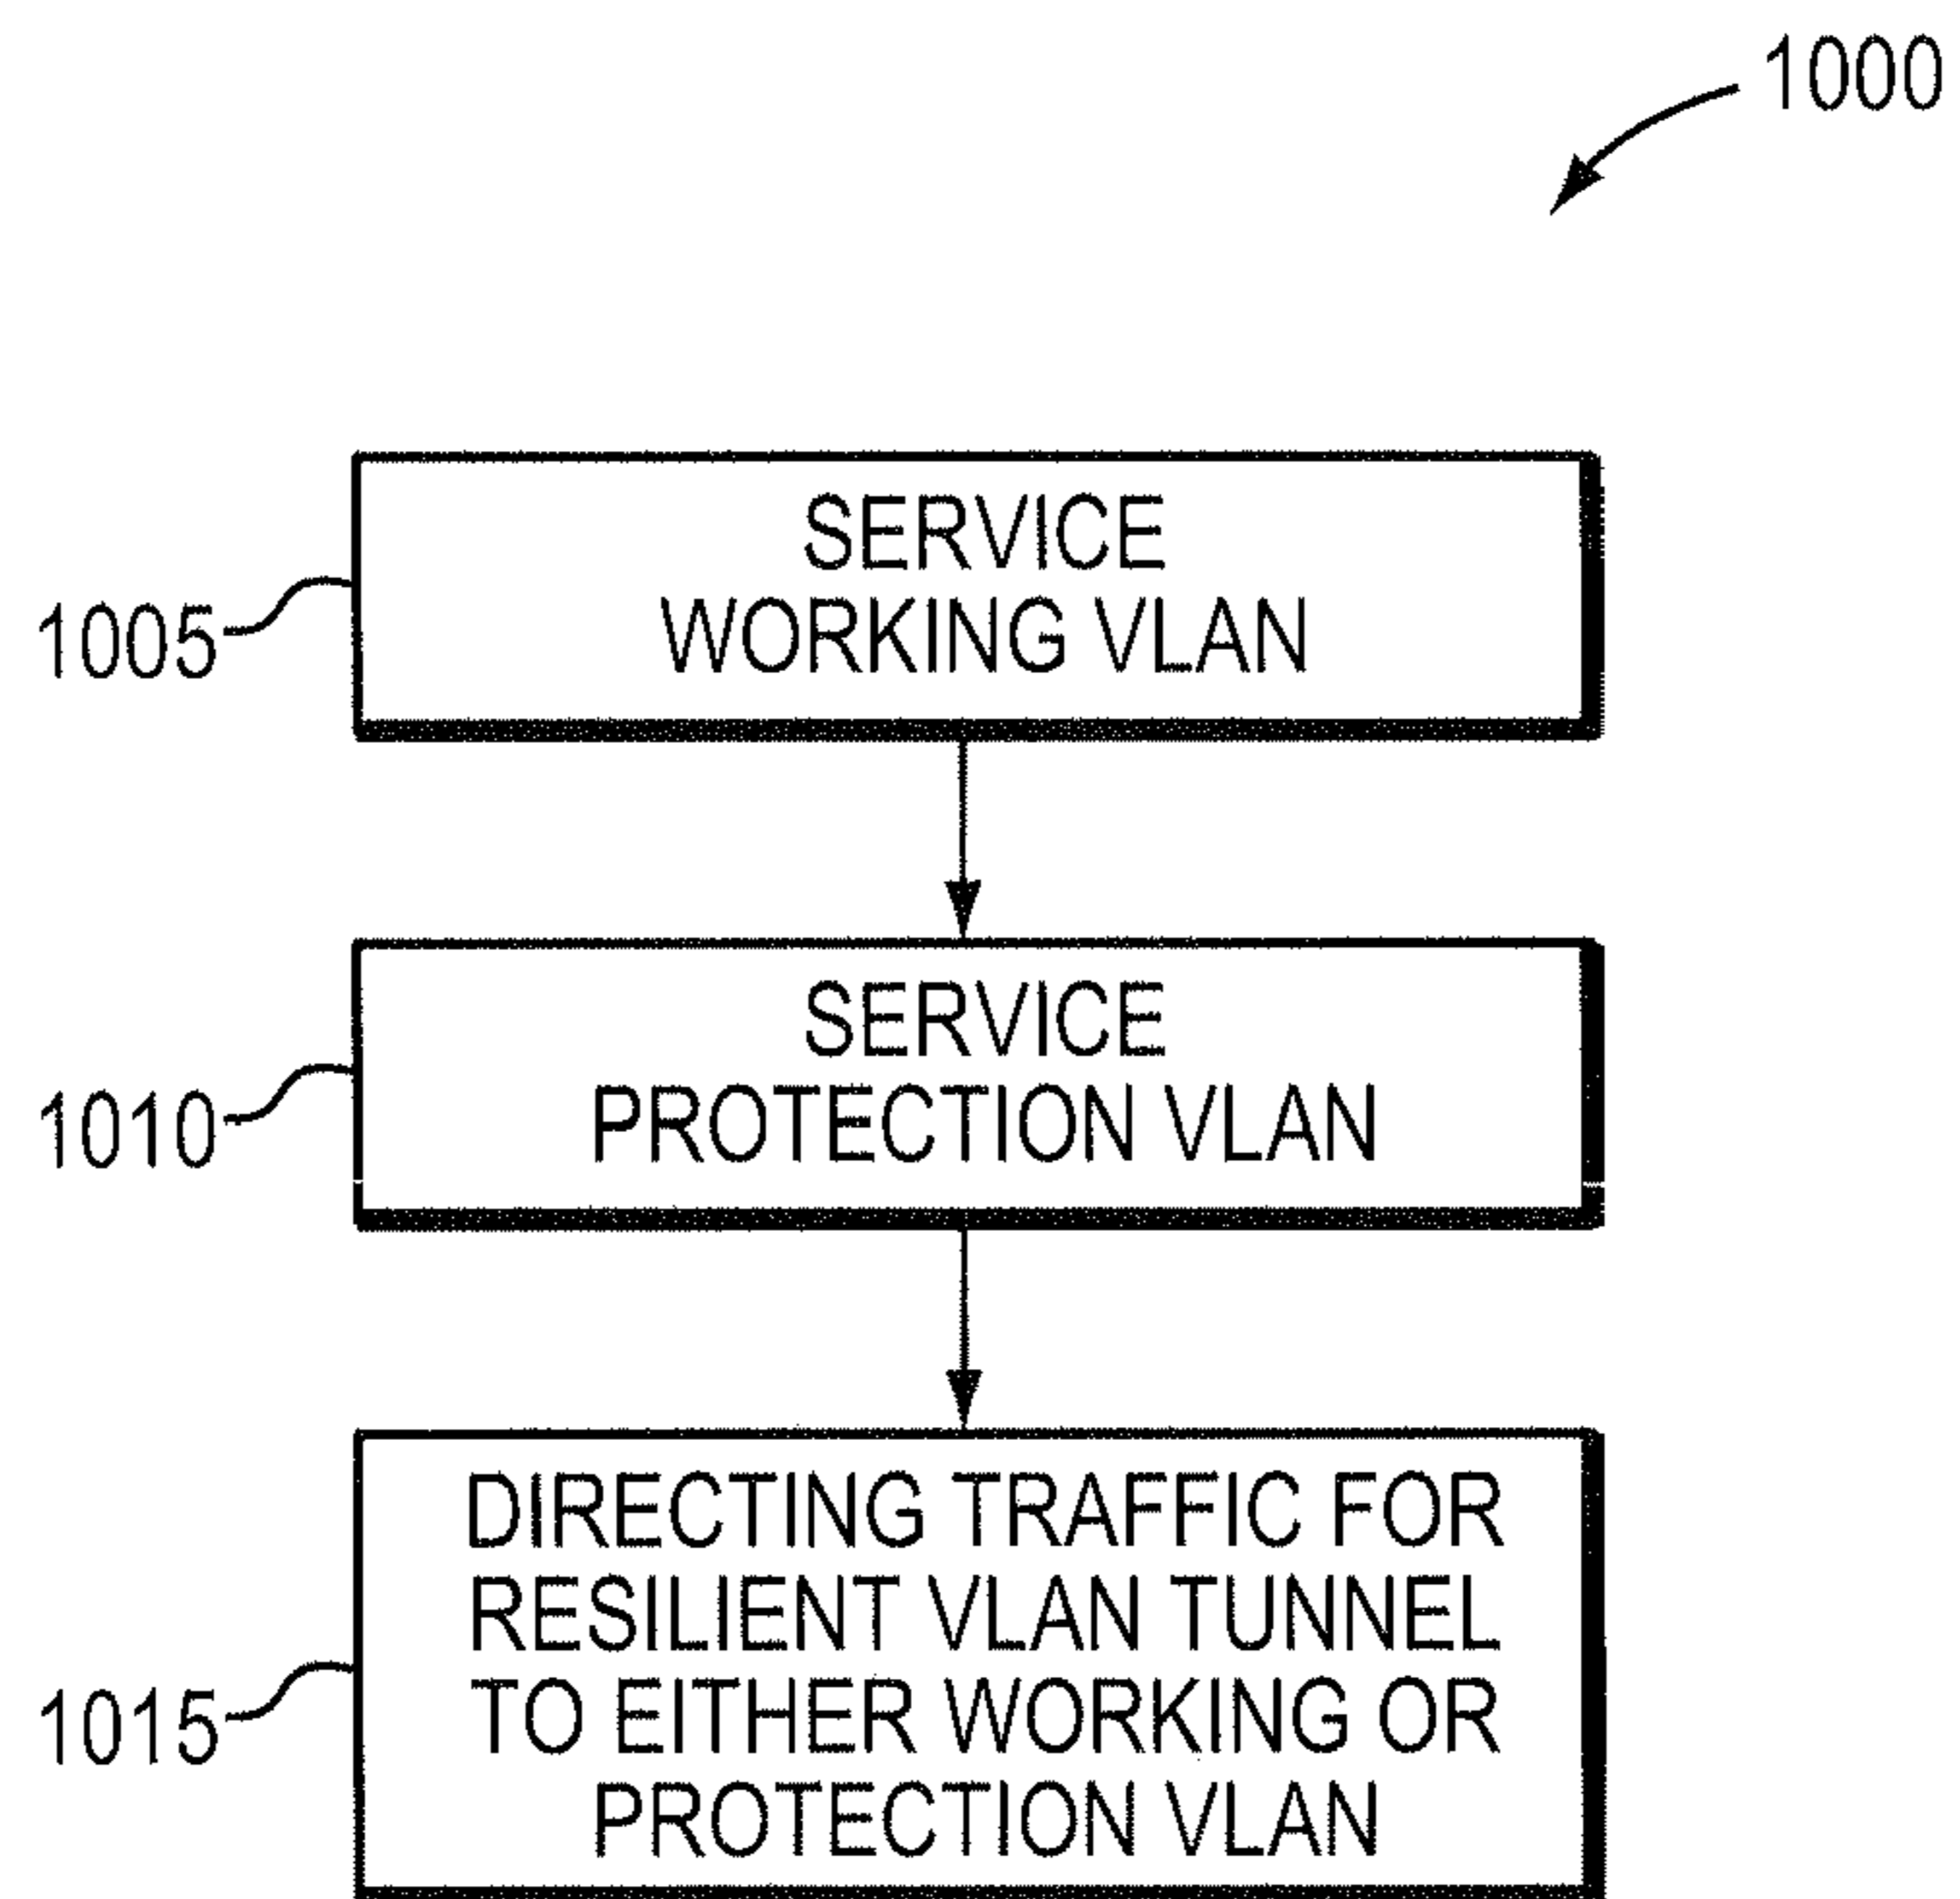 1000
SERVICE
WORKING VLAN
1005
SERVICE
PROTECTION VLAN
1010
DIRECTING TRAFFIC FOR
RESILIENT VLAN TUNNEL
TO EITHER WORKING OR
PROTECTION VLAN
1015